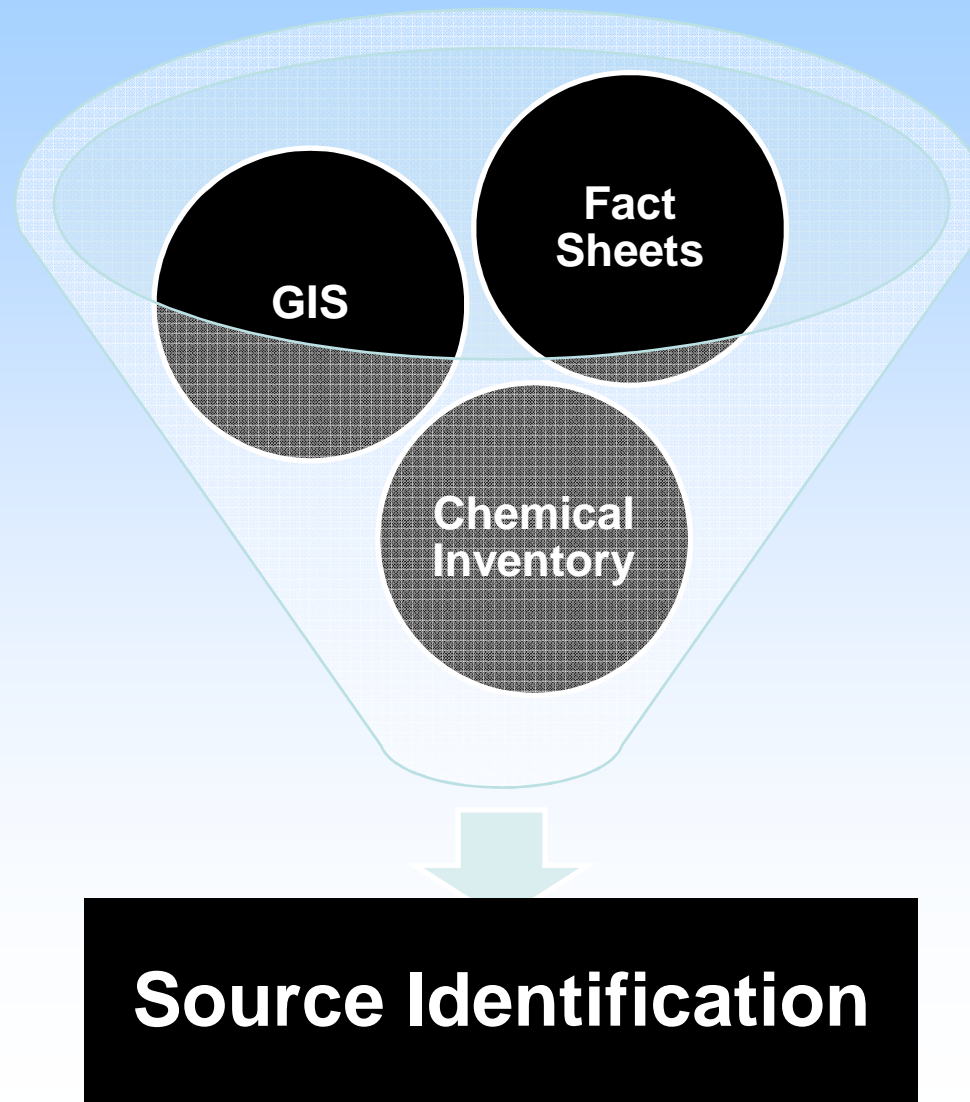 Fact
Sheets
GIS
Chemical
Inventory
Source Identification